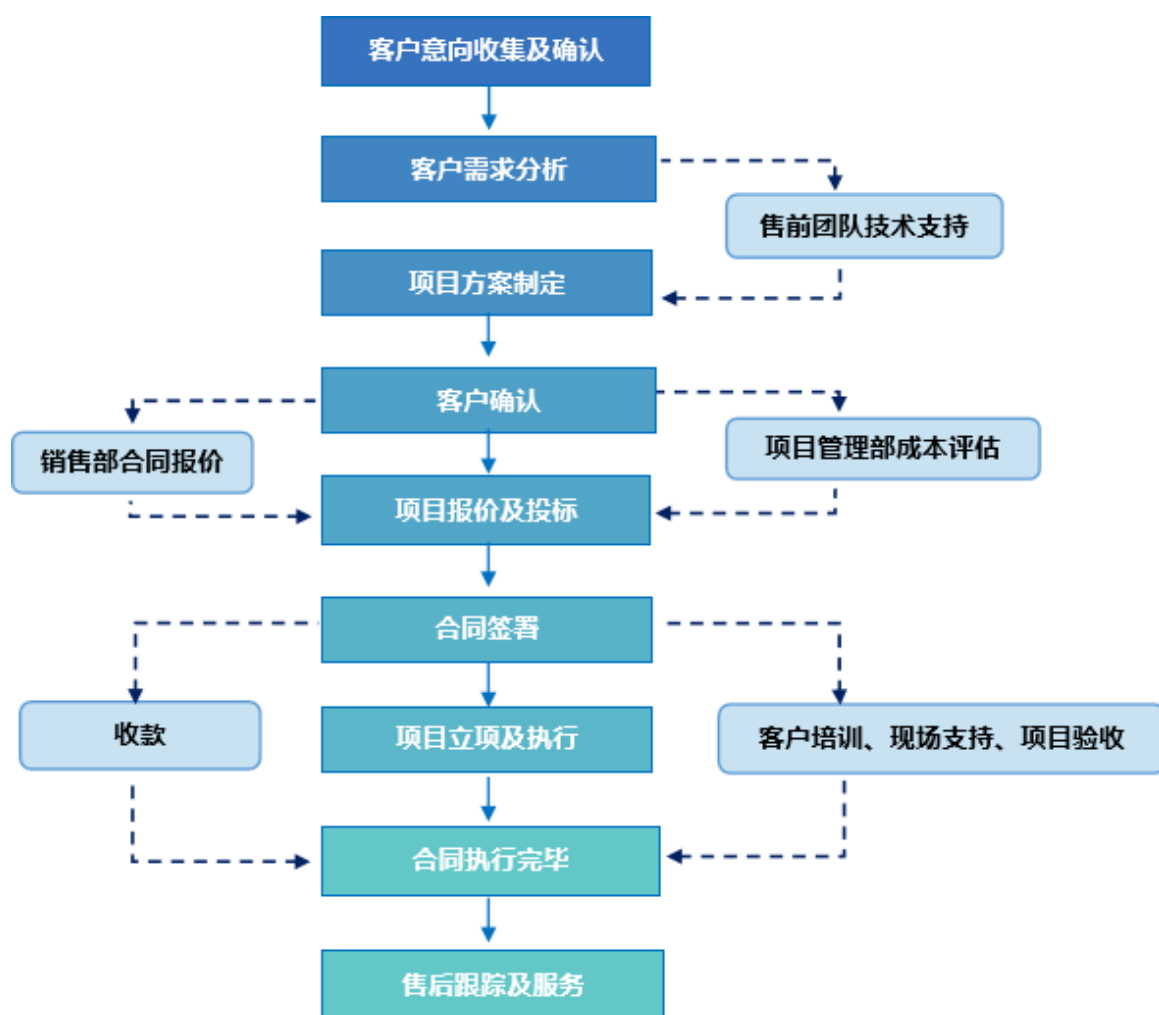 客户意向收集及确认
客户需求分析
售前团队技术支持
项目方案制定
客户确认
销售部合同报价
项目管理部成本评估
项目报价及投标
合同签署
收款
项目立项及执行
客户培训、现场支持、项目验收
合同执行完毕
售后跟踪及服务